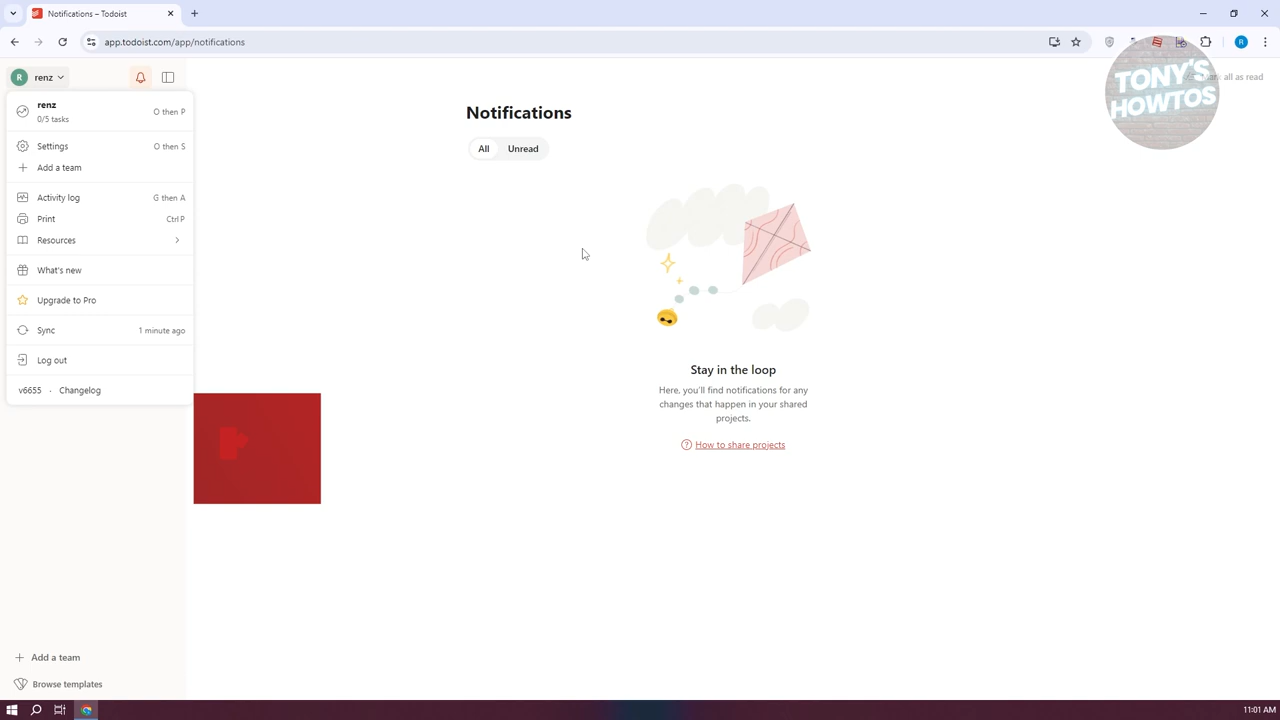 Notifications – Todoist
app.todoist.com/app/notifications
R
R
renz
renz
O then P
0/5 tasks
Settings
O then S
Add a team
Activity log
G then A
Print
Ctrl P
Resources
What's new
Upgrade to Pro
Sync
1 minute ago
Log out
v6655 · Changelog
Add a team
Browse templates
TONY'S
HOWTOS
all as read
Notifications
All
Unread
Stay in the loop
Here, you'll find notifications for any
changes that happen in your shared
projects.
How to share projects
11:01 AM